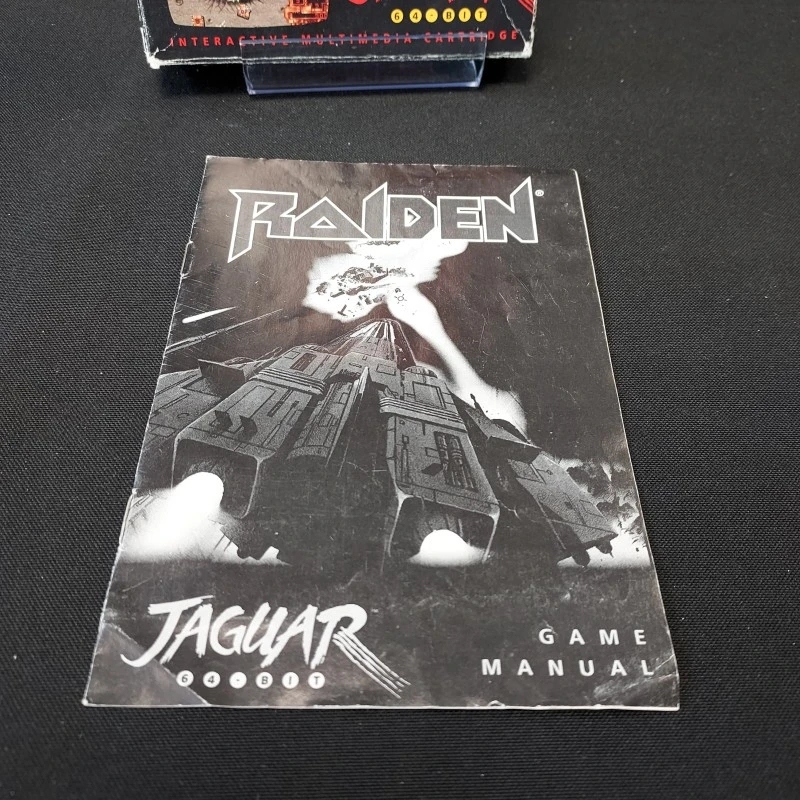 64-BIT
INTERACTIVE MULTIMEDIA CARTRIDGE
RAIDEN®
JAGUAR
64-BIT
GAME
MANUAL